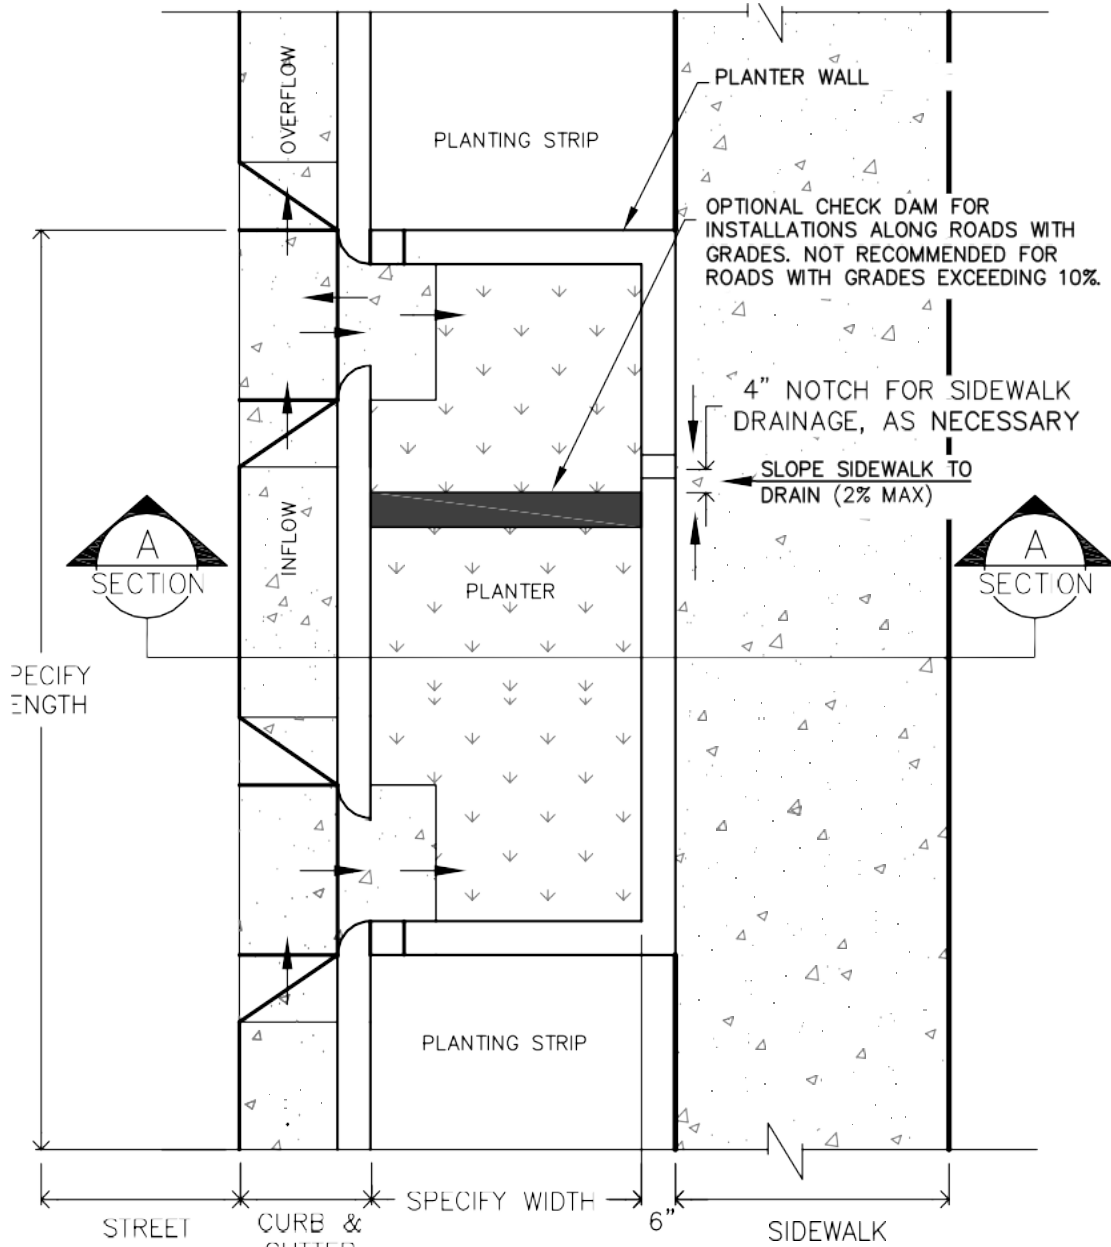 OVERFLOW
PLANTER WALL
PLANTING STRIP
OPTIONAL CHECK DAM FOR
INSTALLATIONS ALONG ROADS WITH
GRADES. NOT RECOMMENDED FOR
ROADS WITH GRADES EXCEEDING 10%.
4" NOTCH FOR SIDEWALK
DRAINAGE, AS NECESSARY
SLOPE SIDEWALK TO
DRAIN (2% MAX)
INFLOW
A
SECTION
A
SECTION
PLANTER
PECIFY
ENGTH
PLANTING STRIP
STREET
CURB &
GUTTER
SPECIFY WIDTH
6"
SIDEWALK